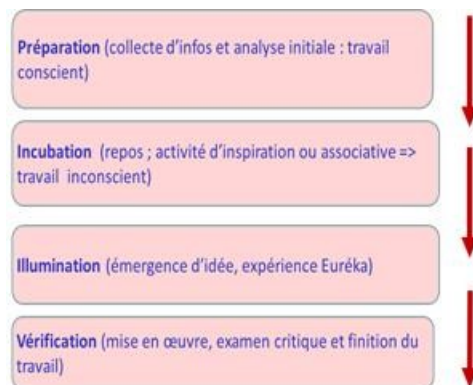 Préparation (collecte d'infos et analyse initiale : travail
conscient)
Incubation (repos ; activité d'inspiration ou associative =>
travail inconscient)
Illumination (émergence d'idée, expérience Euréka)
Vérification (mise en œuvre, examen critique et finition du
travail)